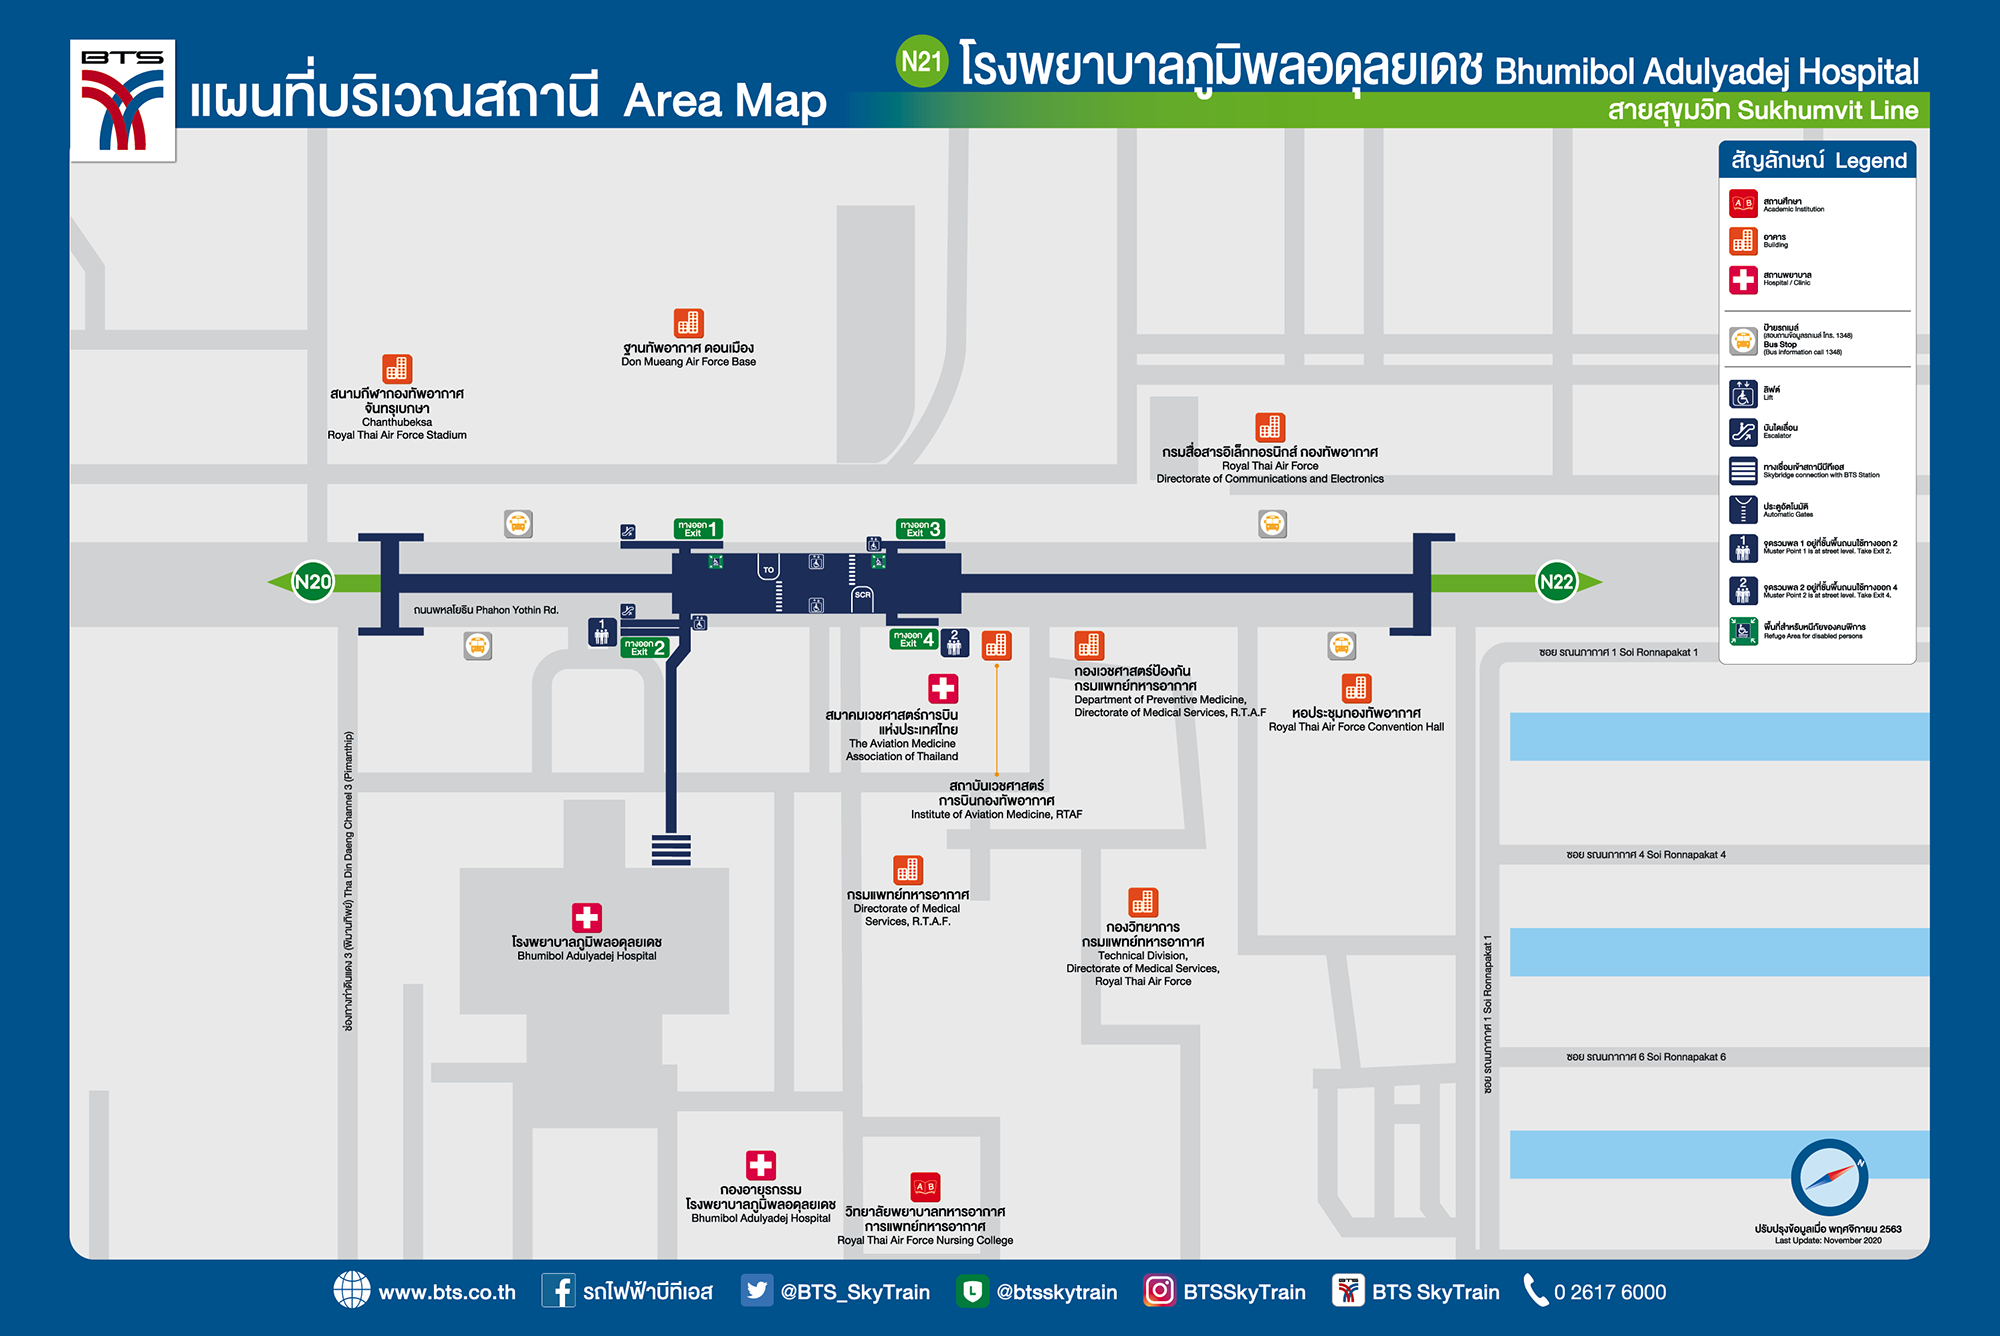 BTS
แผนที่บริเวณสถานี Area Map
N21 โรงพยาบาลภูมิพลอดุลยเดช Bhumibol Adulyadej Hospital
สายสุขุมวิท Sukhumvit Line
สัญลักษณ์ Legend
A B
สถานศึกษา
Academic Institution
อาคาร
Building
สถานพยาบาล
Hospital / Clinic
ป้ายรถเมล์
(สอบถามข้อมูลรถเมล์ โทร. 1348)
Bus Stop
(Bus information call 1348)
ลิฟต์
Lift
บันไดเลื่อน
Escalator
ทางเชื่อมเข้าสถานีบีทีเอส
Skybridge connection with BTS Station
ประตูอัตโนมัติ
Automatic Gates
1
จุดรวมพล 1 อยู่ที่ชั้นพื้นถนนใช้ทางออก 2
Muster Point 1 is at street level. Take Exit 2.
2
จุดรวมพล 2 อยู่ที่ชั้นพื้นถนนใช้ทางออก 4
Muster Point 2 is at street level. Take Exit 4.
พื้นที่สำหรับหนีภัยของคนพิการ
Refuge Area for disabled persons
ฐานทัพอากาศ ดอนเมือง
Don Mueang Air Force Base
สนามกีฬากองทัพอากาศ
จันทรุเบกษา
Chanthubeksa
Royal Thai Air Force Stadium
กรมสื่อสารอิเล็กทอรนิกส์ กองทัพอากาศ
Royal Thai Air Force
Directorate of Communications and Electronics
ทางออก Exit 1
ทางออก Exit 3
N20
TO
SCR
N22
ถนนพหลโยธิน Phahon Yothin Rd.
1
ทางออก Exit 2
ทางออก Exit 4
2
ซอย รณนภากาศ 1 Soi Ronnapakat 1
กองเวชศาสตร์ป้องกัน
กรมแพทย์ทหารอากาศ
Department of Preventive Medicine,
Directorate of Medical Services, R.T.A.F
หอประชุมกองทัพอากาศ
Royal Thai Air Force Convention Hall
สมาคมเวชศาสตร์การบิน
แห่งประเทศไทย
The Aviation Medicine
Association of Thailand
สถาบันเวชศาสตร์
การบินกองทัพอากาศ
Institute of Aviation Medicine, RTAF
ช่องทางท่าดินแดง 3 (พิมานทิพย์) Tha Din Daeng Channel 3 (Pimanthip)
ซอย รณนภากาศ 4 Soi Ronnapakat 4
กรมแพทย์ทหารอากาศ
Directorate of Medical
Services, R.T.A.F.
กองวิทยาการ
กรมแพทย์ทหารอากาศ
Technical Division,
Directorate of Medical Services,
Royal Thai Air Force
โรงพยาบาลภูมิพลอดุลยเดช
Bhumibol Adulyadej Hospital
ซอย รณนภากาศ 1 Soi Ronnapakat 1
ซอย รณนภากาศ 6 Soi Ronnapakat 6
กองอายุรกรรม
โรงพยาบาลภูมิพลอดุลยเดช
Bhumibol Adulyadej Hospital
A B
วิทยาลัยพยาบาลทหารอากาศ
การแพทย์ทหารอากาศ
Royal Thai Air Force Nursing College
N
ปรับปรุงข้อมูลเมื่อ พฤศจิกายน 2563
Last Update: November 2020
www.bts.co.th รถไฟฟ้าบีทีเอส @BTS_SkyTrain @btsskytrain BTSSkyTrain BTS BTS SkyTrain 0 2617 6000